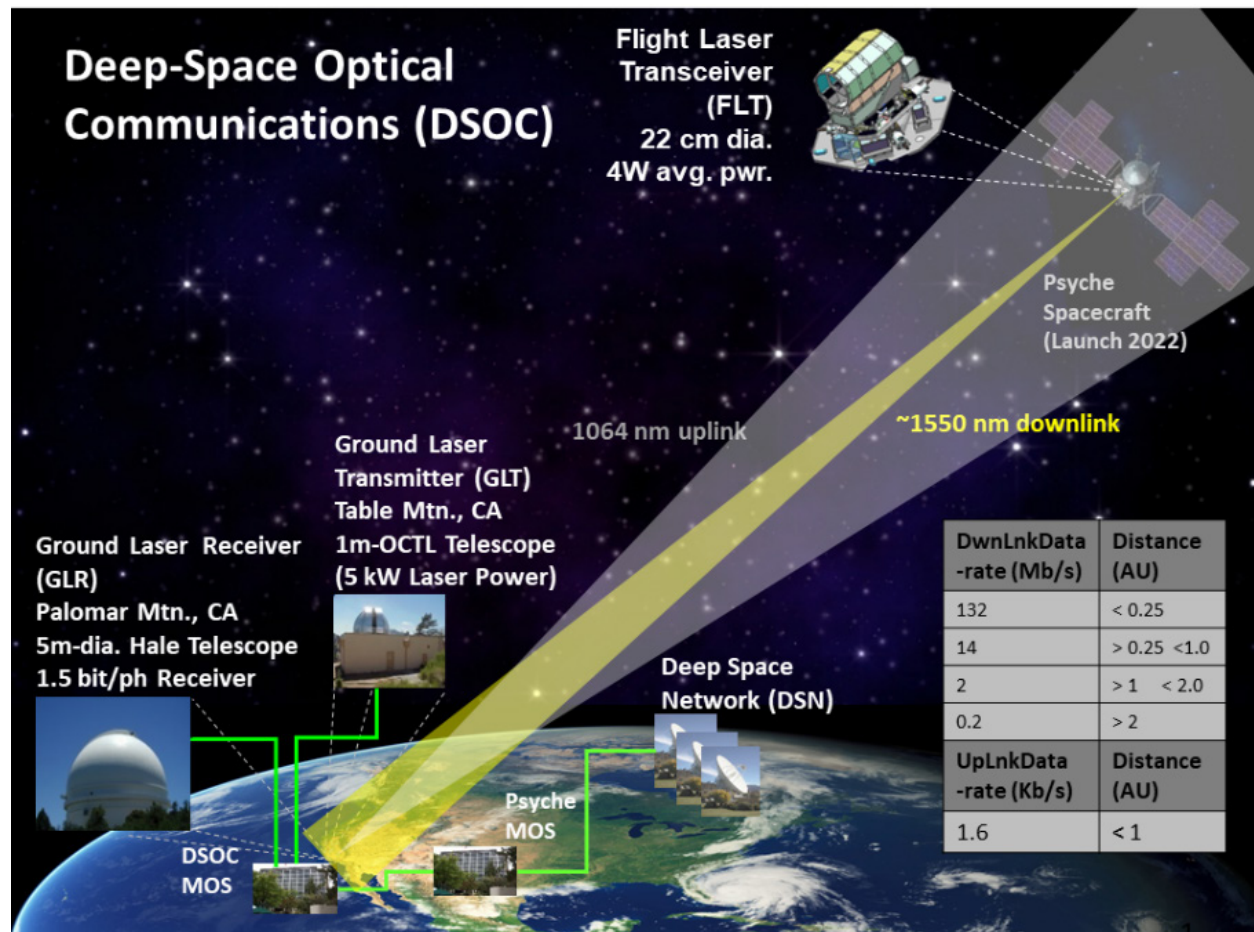 Deep-Space Optical
Communications (DSOC)
Flight Laser
Transceiver
(FLT)
22 cm dia.
4W avg. pwr.
Psyche
Spacecraft
(Launch 2022)
1064 nm uplink
~1550 nm downlink
Ground Laser
Transmitter (GLT)
Table Mtn., CA
1m-OCTL Telescope
(5 kW Laser Power)
Ground Laser Receiver
(GLR)
Palomar Mtn., CA
5m-dia. Hale Telescope
1.5 bit/ph Receiver
Deep Space
Network (DSN)
Psyche
MOS
DSOC
MOS
DwnLnkData Distance
-rate (Mb/s) (AU)
132 < 0.25
14 > 0.25 <1.0
2 > 1 < 2.0
0.2 > 2
UpLnkData Distance
-rate (Kb/s) (AU)
1.6 < 1